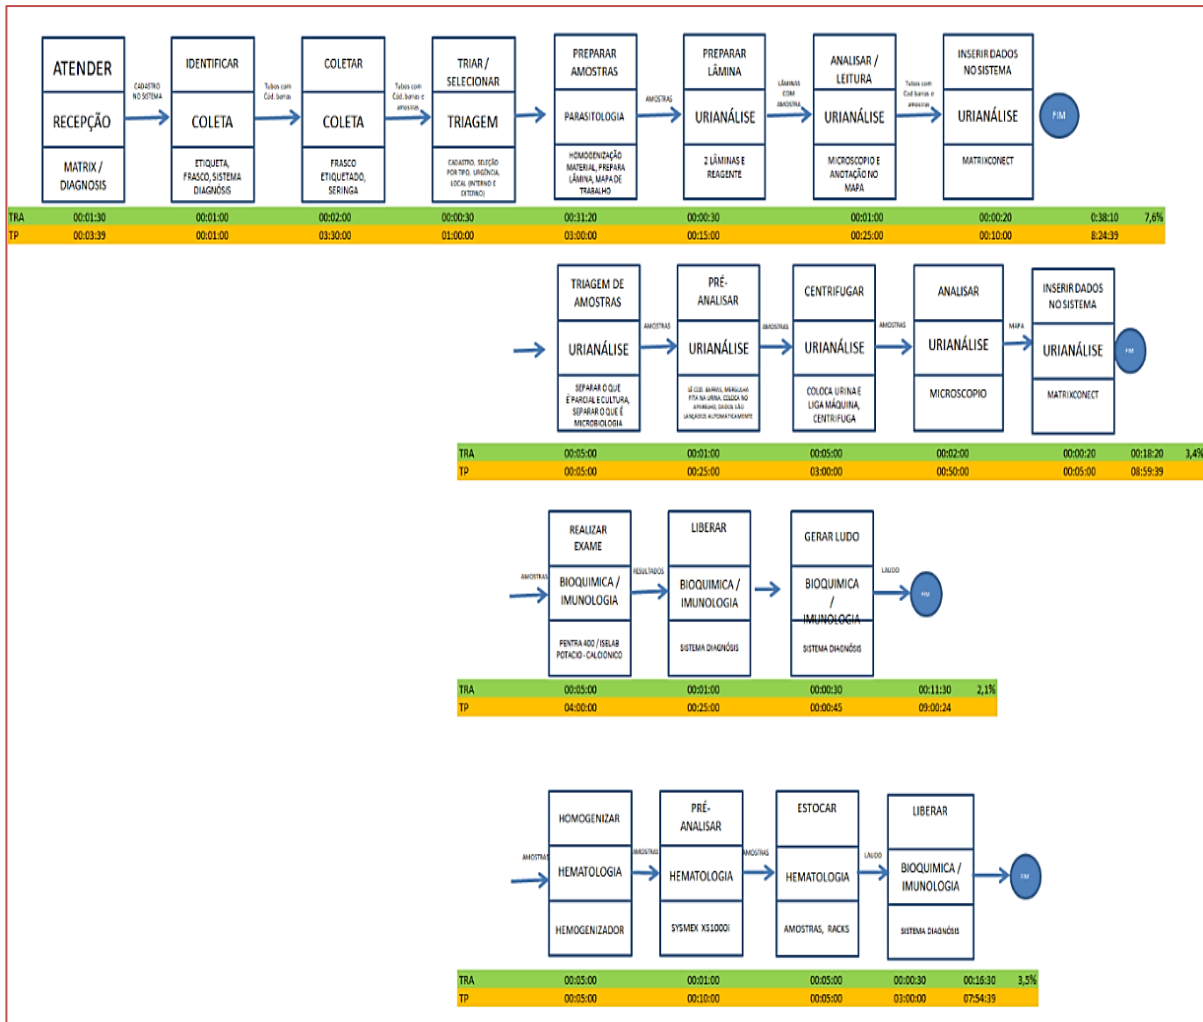 ATENDER
RECEPÇÃO
MATRIX /
DIAGNOSIS
CADASTRO
NO SISTEMA
IDENTIFICAR
COLETA
ETIQUETA,
FRASCO, SISTEMA
DIAGNÓSIS
Tubos com
Cód. barras
COLETAR
COLETA
FRASCO
ETIQUETADO,
SERINGA
Tubos com
Cód. barras e
amostras
TRIAR /
SELECIONAR
TRIAGEM
CADASTRO, SELEÇÃO
POR TIPO, URGÊNCIA,
LOCAL (INTERNO E
EXTERNO)
PREPARAR
AMOSTRAS
PARASITOLOGIA
HOMOGENIZAÇÃO
MATERIAL, PREPARA
LÂMINA, MAPA DE
TRABALHO
AMOSTRAS
PREPARAR
LÂMINA
URIANÁLISE
2 LÂMINAS E
REAGENTE
LÂMINAS
COM
AMOSTRA
ANALISAR /
LEITURA
URIANÁLISE
MICROSCOPIO E
ANOTAÇÃO NO
MAPA
Tubos com
Cód barras e
amostras
INSERIR DADOS
NO SISTEMA
URIANÁLISE
MATRIXCONECT
FIM
TRA 00:01:30 00:01:00 00:02:00 00:00:30 00:31:20 00:00:30 00:01:00 00:00:20 0:38:10 7,6%
TP 00:03:39 00:01:00 03:30:00 01:00:00 03:00:00 00:15:00 00:25:00 00:10:00 8:24:39
TRIAGEM DE
AMOSTRAS
URIANÁLISE
SEPARAR O QUE
É PARCIAL E CULTURA,
SEPARAR O QUE É
MICROBIOLOGIA
AMOSTRAS
PRÉ-
ANALISAR
URIANÁLISE
LÊ COD. BARRAS, MERGULHA
FITA NA URINA, COLOCA NO
APARELHO, DADOS SÃO
LANÇADOS AUTOMATICAMENTE
AMOSTRAS
CENTRIFUGAR
URIANÁLISE
COLOCA URINA E
LIGA MÁQUINA,
CENTRIFUGA
AMOSTRAS
ANALISAR
URIANÁLISE
MICROSCOPIO
MAPA
INSERIR DADOS
NO SISTEMA
URIANÁLISE
MATRIXCONECT
FIM
TRA 00:05:00 00:01:00 00:05:00 00:02:00 00:00:20 00:18:20 3,4%
TP 00:05:00 00:25:00 03:00:00 00:50:00 00:05:00 08:59:39
AMOSTRAS
REALIZAR
EXAME
BIOQUIMICA /
IMUNOLOGIA
PENTRA 400 / ISELAB
POTACIO - CALCIONICO
RESULTADOS
LIBERAR
BIOQUIMICA /
IMUNOLOGIA
SISTEMA DIAGNÓSIS
GERAR LUDO
BIOQUIMICA
/
IMUNOLOGIA
SISTEMA DIAGNÓSIS
LAUDO
FIM
TRA 00:05:00 00:01:00 00:00:30 00:11:30 2,1%
TP 04:00:00 00:25:00 00:00:45 09:00:24
AMOSTRAS
HOMOGENIZAR
HEMATOLOGIA
HEMOGENIZADOR
AMOSTRAS
PRÉ-
ANALISAR
HEMATOLOGIA
SYSMEX XS1000i
AMOSTRAS
ESTOCAR
HEMATOLOGIA
AMOSTRAS, RACKS
LAUDO
LIBERAR
BIOQUIMICA /
IMUNOLOGIA
SISTEMA DIAGNÓSIS
FIM
TRA 00:05:00 00:01:00 00:05:00 00:00:30 00:16:30 3,5%
TP 00:05:00 00:10:00 00:05:00 03:00:00 07:54:39